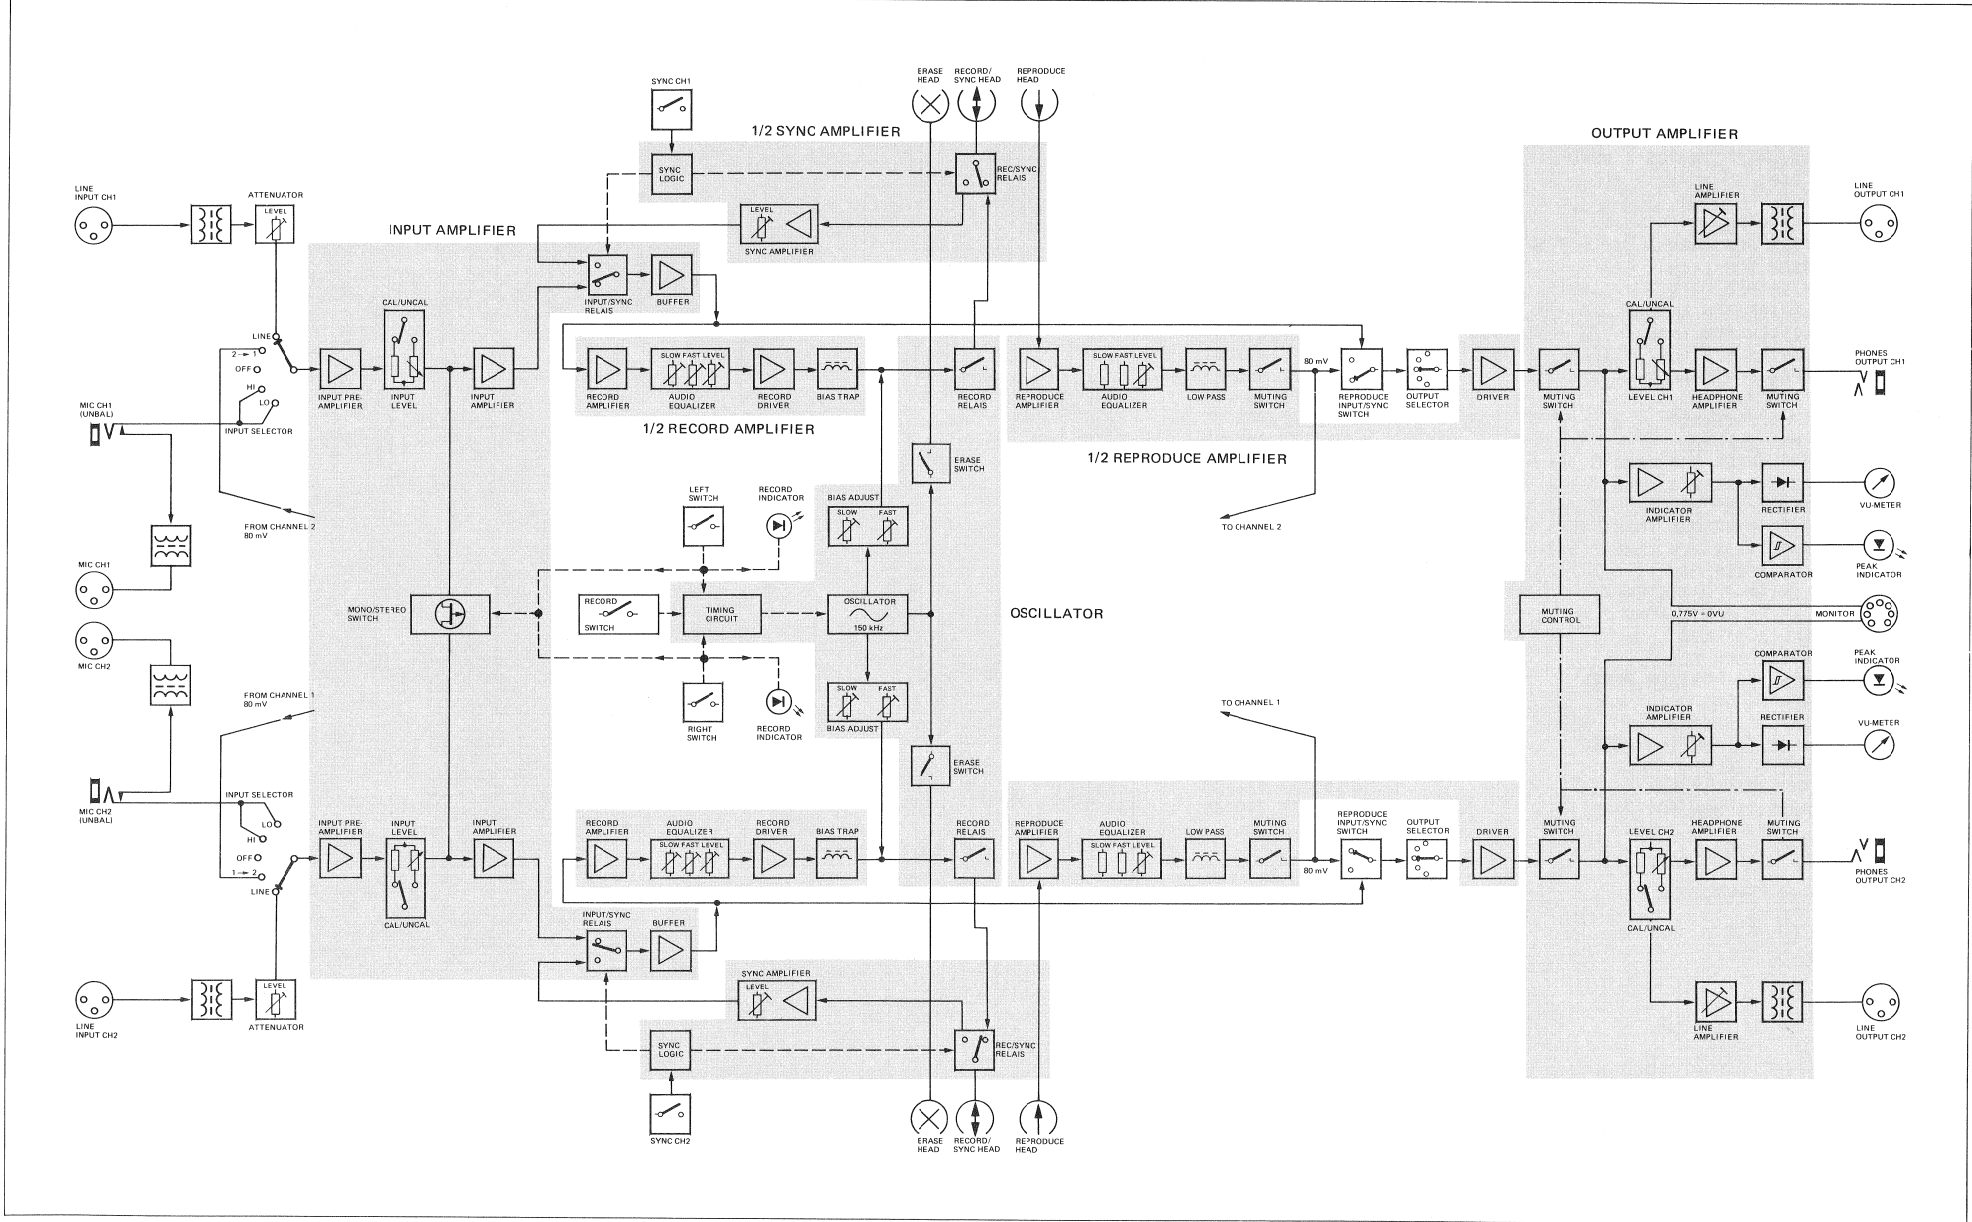 ERASE
HEAD
RECORD/
SYNC HEAD
REPRODUCE
HEAD
SYNC CH1
1/2 SYNC AMPLIFIER
OUTPUT AMPLIFIER
SYNC
LOGIC
REC/SYNC
RELAIS
LINE
INPUT CH1
ATTENUATOR
LEVEL
LEVEL
SYNC AMPLIFIER
LINE
AMPLIFIER
LINE
OUTPUT CH1
INPUT AMPLIFIER
INPUT/SYNC
RELAIS
BUFFER
CAL/UNCAL
CAL/UNCAL
LINE
2 → 1
OFF
HI
LO
INPUT SELECTOR
MIC CH1
(UNBAL)
INPUT PRE-
AMPLIFIER
INPUT
LEVEL
INPUT
AMPLIFIER
RECORD
AMPLIFIER
SLOW FAST LEVEL
AUDIO
EQUALIZER
RECORD
DRIVER
BIAS TRAP
RECORD
RELAIS
REPRODUCE
AMPLIFIER
SLOW FAST LEVEL
AUDIO
EQUALIZER
LOW PASS
MUTING
SWITCH
80 mV
REPRODUCE
INPUT/SYNC
SWITCH
OUTPUT
SELECTOR
DRIVER
MUTING
SWITCH
LEVEL CH1
HEADPHONE
AMPLIFIER
MUTING
SWITCH
PHONES
OUTPUT CH1
1/2 RECORD AMPLIFIER
1/2 REPRODUCE AMPLIFIER
ERASE
SWITCH
LEFT
SWITCH
RECORD
INDICATOR
BIAS ADJUST
SLOW
FAST
FROM CHANNEL 2
80 mV
TO CHANNEL 2
INDICATOR
AMPLIFIER
RECTIFIER
VU-METER
COMPARATOR
PEAK
INDICATOR
MIC CH1
MONO/STEREO
SWITCH
RECORD
SWITCH
TIMING
CIRCUIT
OSCILLATOR
150 kHz
OSCILLATOR
MUTING
CONTROL
0,775V = 0VU
MONITOR
MIC CH2
FROM CHANNEL 1
80 mV
RIGHT
SWITCH
RECORD
INDICATOR
SLOW
FAST
BIAS ADJUST
TO CHANNEL 1
COMPARATOR
PEAK
INDICATOR
INDICATOR
AMPLIFIER
RECTIFIER
VU-METER
ERASE
SWITCH
MIC CH2
(UNBAL)
INPUT SELECTOR
LO
HI
OFF
1 → 2
LINE
INPUT PRE-
AMPLIFIER
INPUT
LEVEL
INPUT
AMPLIFIER
RECORD
AMPLIFIER
AUDIO
EQUALIZER
SLOW FAST LEVEL
RECORD
DRIVER
BIAS TRAP
RECORD
RELAIS
REPRODUCE
AMPLIFIER
AUDIO
EQUALIZER
SLOW FAST LEVEL
LOW PASS
MUTING
SWITCH
80 mV
REPRODUCE
INPUT/SYNC
SWITCH
OUTPUT
SELECTOR
DRIVER
MUTING
SWITCH
LEVEL CH2
HEADPHONE
AMPLIFIER
MUTING
SWITCH
PHONES
OUTPUT CH2
CAL/UNCAL
INPUT/SYNC
RELAIS
BUFFER
CAL/UNCAL
SYNC AMPLIFIER
LEVEL
LEVEL
ATTENUATOR
LINE
INPUT CH2
SYNC
LOGIC
REC/SYNC
RELAIS
LINE
AMPLIFIER
LINE
OUTPUT CH2
SYNC CH2
ERASE
HEAD
RECORD/
SYNC HEAD
REPRODUCE
HEAD